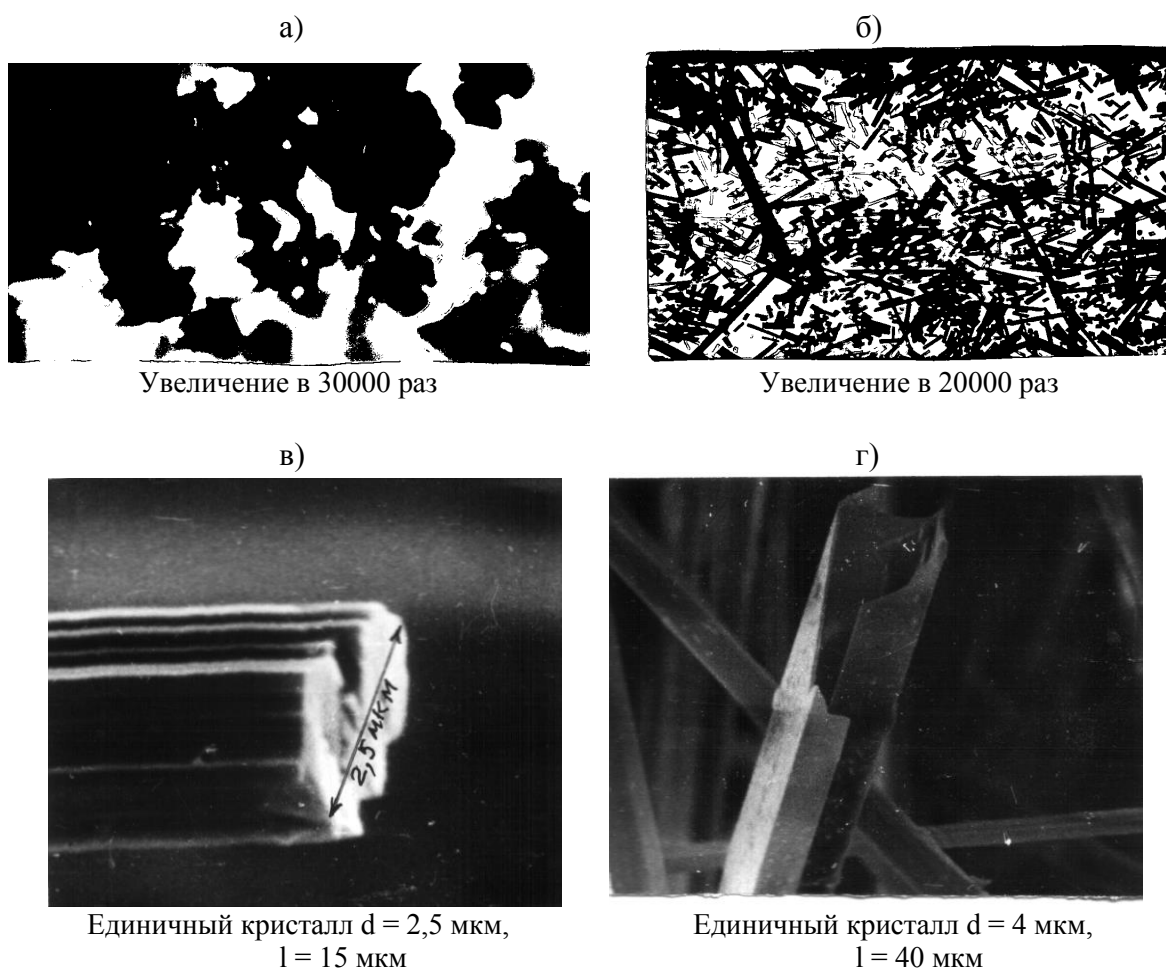 а)
б)
Увеличение в 30000 раз
Увеличение в 20000 раз
в)
г)
2,5 мкм
Единичный кристалл d = 2,5 мкм,
l = 15 мкм
Единичный кристалл d = 4 мкм,
l = 40 мкм